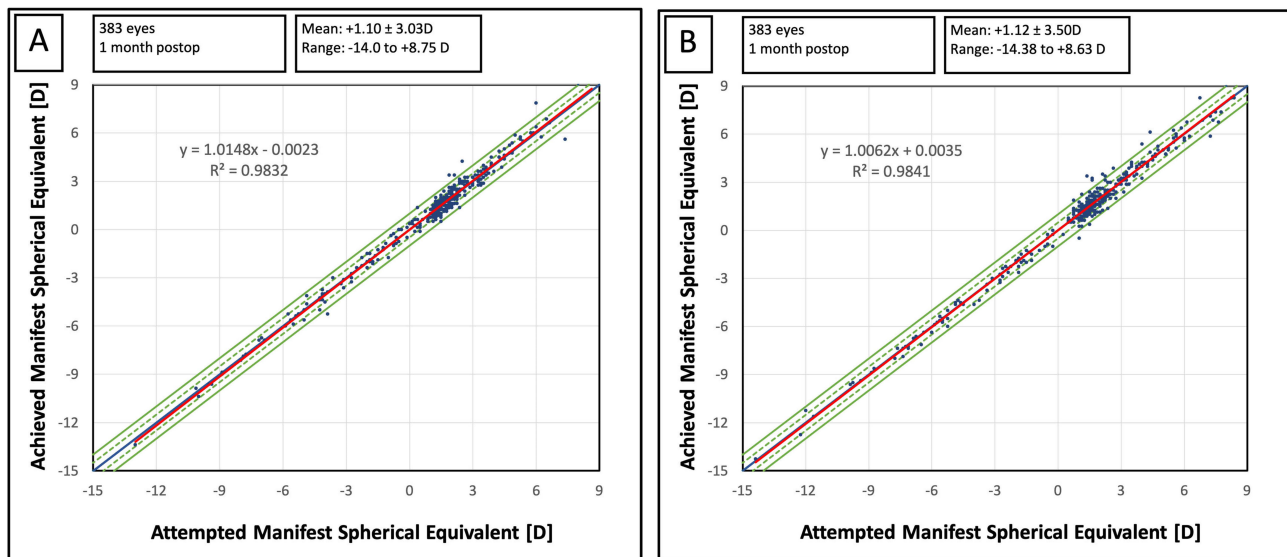 A
383 eyes
1 month postop
Mean: +1.10 ± 3.03D
Range: -14.0 to +8.75 D
Achieved Manifest Spherical Equivalent [D]
9
6
3
0
-3
-6
-9
-12
-15
y = 1.0148x - 0.0023
R² = 0.9832
-15 -12 -9 -6 -3 0 3 6 9
Attempted Manifest Spherical Equivalent [D]
B
383 eyes
1 month postop
Mean: +1.12 ± 3.50D
Range: -14.38 to +8.63 D
Achieved Manifest Spherical Equivalent [D]
9
6
3
0
-3
-6
-9
-12
-15
y = 1.0062x + 0.0035
R² = 0.9841
-15 -12 -9 -6 -3 0 3 6 9
Attempted Manifest Spherical Equivalent [D]